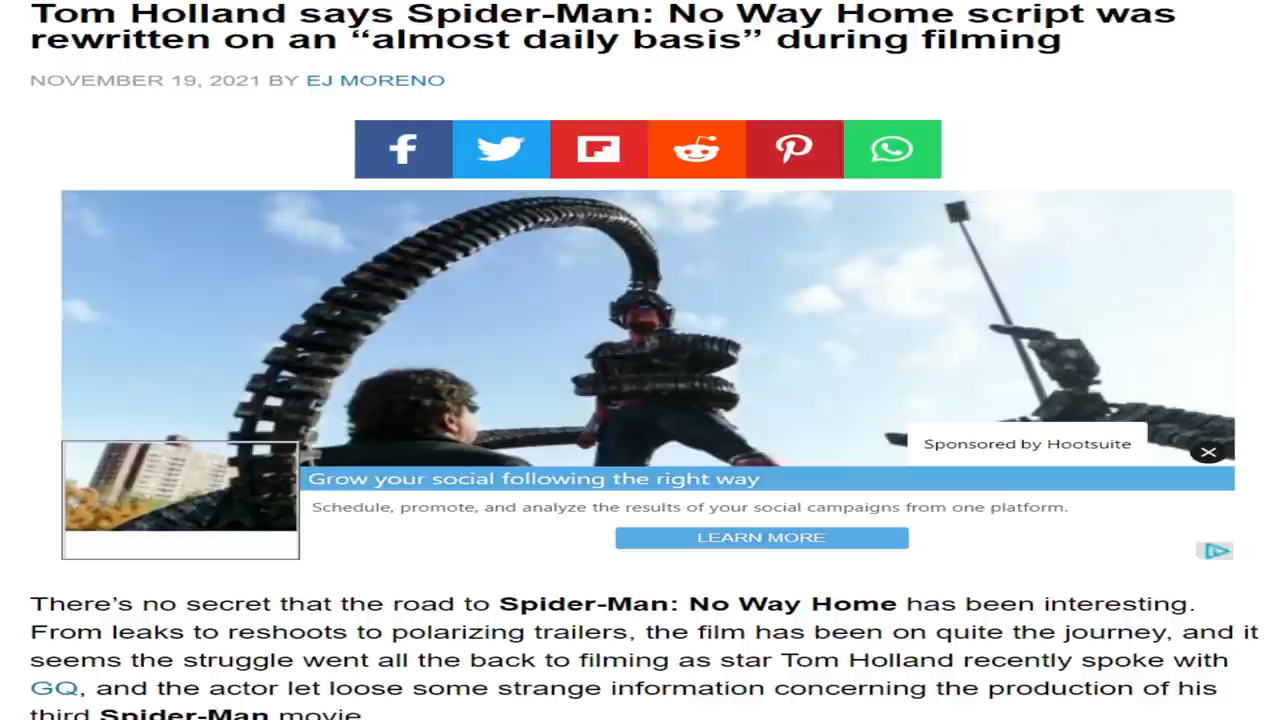 Tom Holland says Spider-Man: No Way Home script was
rewritten on an “almost daily basis” during filming
NOVEMBER 19, 2021 BY EJ MORENO
Sponsored by Hootsuite
Grow your social following the right way
Schedule, promote, and analyze the results of your social campaigns from one platform.
LEARN MORE
There’s no secret that the road to Spider-Man: No Way Home has been interesting.
From leaks to reshoots to polarizing trailers, the film has been on quite the journey, and it
seems the struggle went all the back to filming as star Tom Holland recently spoke with
GQ, and the actor let loose some strange information concerning the production of his
third Spider-Man movie